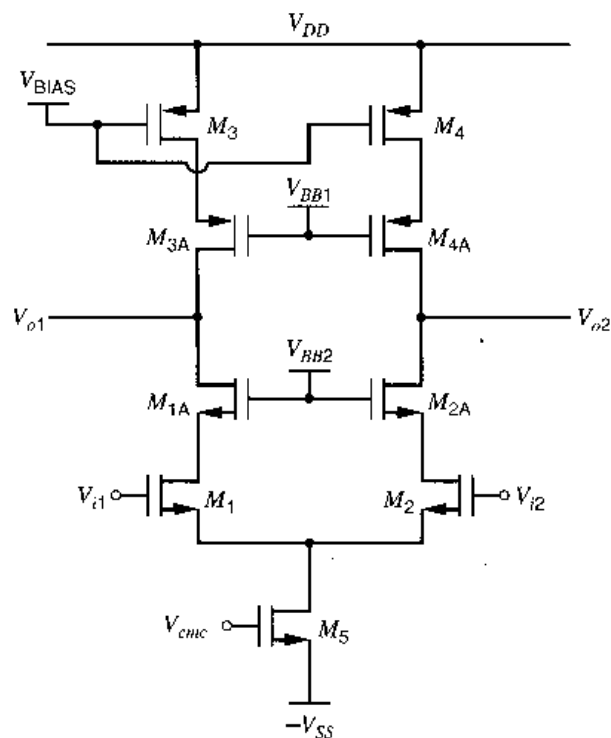 V_DD
V_BIAS
M_3
M_4
V_BB1
M_3A
M_4A
V_o1
V_o2
V_BB2
M_1A
M_2A
V_i1
M_1
M_2
V_i2
V_cmc
M_5
-V_SS